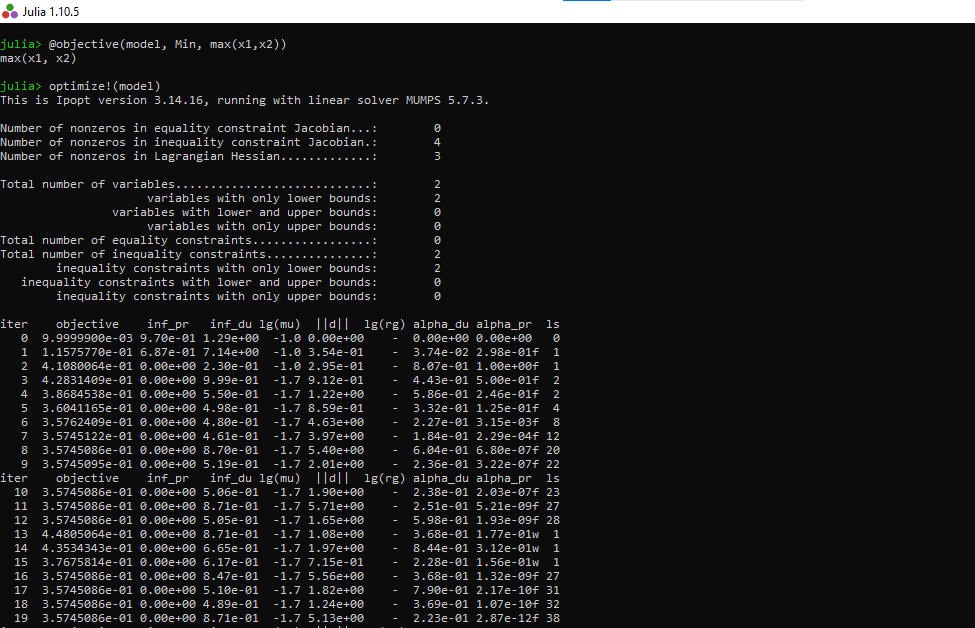 Julia 1.10.5
julia> @objective(model, Min, max(x1,x2))
max(x1, x2)
julia> optimize!(model)
This is Ipopt version 3.14.16, running with linear solver MUMPS 5.7.3.
Number of nonzeros in equality constraint Jacobian...:        0
Number of nonzeros in inequality constraint Jacobian.:        4
Number of nonzeros in Lagrangian Hessian.............:        3
Total number of variables............................:        2
                     variables with only lower bounds:        2
                variables with lower and upper bounds:        0
                     variables with only upper bounds:        0
Total number of equality constraints.................:        0
Total number of inequality constraints...............:        2
        inequality constraints with only lower bounds:        2
   inequality constraints with lower and upper bounds:        0
        inequality constraints with only upper bounds:        0
iter    objective    inf_pr   inf_du lg(mu)  ||d||  lg(rg) alpha_du alpha_pr  ls
   0  9.9999900e-03 9.70e-01 1.29e+00  -1.0 0.00e+00    -  0.00e+00 0.00e+00   0
   1  1.1575770e-01 6.87e-01 7.14e+00  -1.0 3.54e-01    -  3.74e-02 2.98e-01f  1
   2  4.1080064e-01 0.00e+00 2.30e-01  -1.0 2.95e-01    -  8.07e-01 1.00e+00f  1
   3  4.2831409e-01 0.00e+00 9.99e-01  -1.7 9.12e-01    -  4.43e-01 5.00e-01f  2
   4  3.8684538e-01 0.00e+00 5.50e-01  -1.7 1.22e+00    -  5.86e-01 2.46e-01f  2
   5  3.6041165e-01 0.00e+00 4.98e-01  -1.7 8.59e-01    -  3.32e-01 1.25e-01f  4
   6  3.5762409e-01 0.00e+00 4.80e-01  -1.7 4.63e+00    -  2.27e-01 3.15e-03f  8
   7  3.5745122e-01 0.00e+00 4.61e-01  -1.7 3.97e+00    -  1.84e-01 2.29e-04f 12
   8  3.5745086e-01 0.00e+00 8.70e-01  -1.7 5.40e+00    -  6.04e-01 6.80e-07f 20
   9  3.5745095e-01 0.00e+00 5.19e-01  -1.7 2.01e+00    -  2.36e-01 3.22e-07f 22
iter    objective    inf_pr   inf_du lg(mu)  ||d||  lg(rg) alpha_du alpha_pr  ls
  10  3.5745086e-01 0.00e+00 5.06e-01  -1.7 1.90e+00    -  2.38e-01 2.03e-07f 23
  11  3.5745086e-01 0.00e+00 8.71e-01  -1.7 5.71e+00    -  2.51e-01 5.21e-09f 27
  12  3.5745086e-01 0.00e+00 5.05e-01  -1.7 1.65e+00    -  5.98e-01 1.93e-09f 28
  13  4.4805064e-01 0.00e+00 8.71e-01  -1.7 1.08e+00    -  3.68e-01 1.77e-01w  1
  14  4.3534343e-01 0.00e+00 6.65e-01  -1.7 1.97e+00    -  8.44e-01 3.12e-01w  1
  15  3.7675814e-01 0.00e+00 6.17e-01  -1.7 7.15e-01    -  2.28e-01 1.56e-01w  1
  16  3.5745086e-01 0.00e+00 8.47e-01  -1.7 5.56e+00    -  3.68e-01 1.32e-09f 27
  17  3.5745086e-01 0.00e+00 5.10e-01  -1.7 1.82e+00    -  7.90e-01 2.17e-10f 31
  18  3.5745086e-01 0.00e+00 4.89e-01  -1.7 1.24e+00    -  3.69e-01 1.07e-10f 32
  19  3.5745086e-01 0.00e+00 8.71e-01  -1.7 5.13e+00    -  2.23e-01 2.87e-12f 38